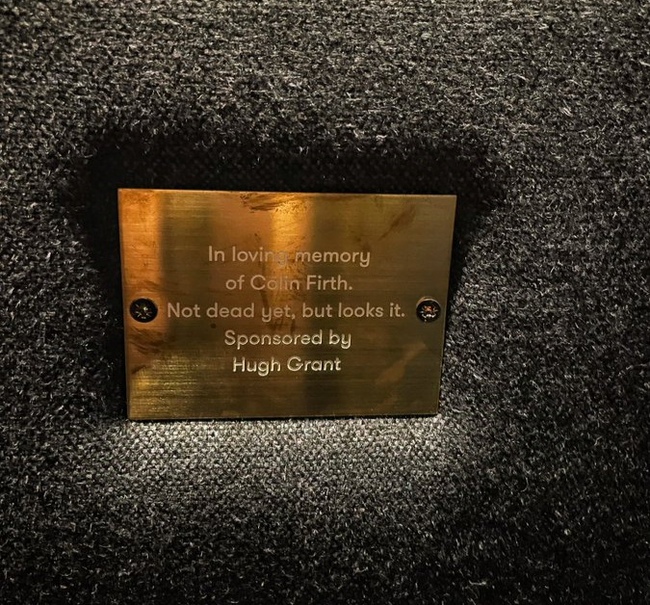 In loving memory
of Colin Firth.
Not dead yet, but looks it.
Sponsored by
Hugh Grant